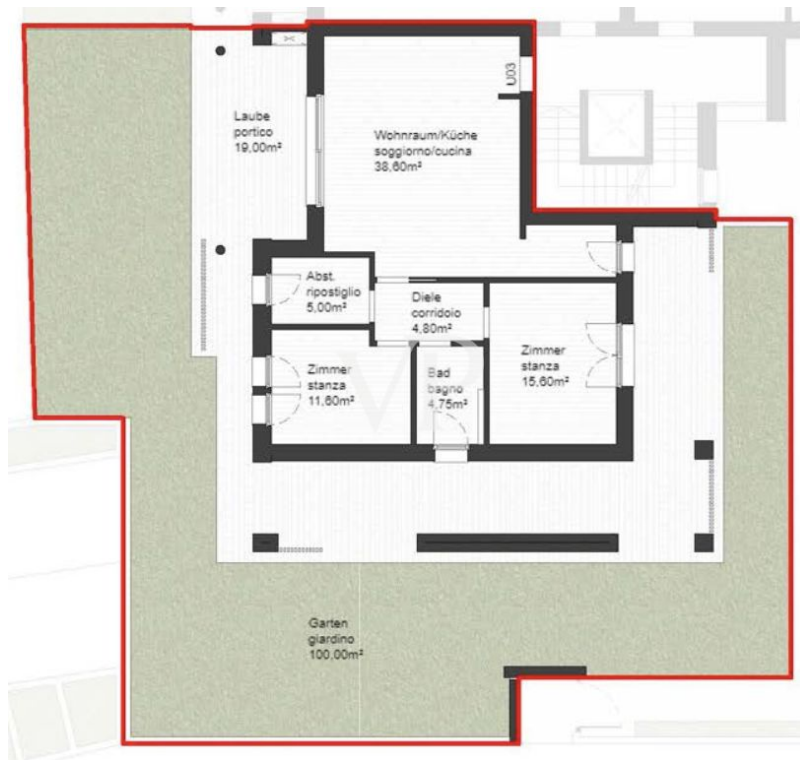 U03
Laube
portico
19,00m²
Wohnraum/Küche
soggiorno/cucina
38,60m²
Abst.
ripostiglio
5,00m²
Diele
corridoio
4,80m²
Zimmer
stanza
11,60m²
Bad
bagno
4,75m²
Zimmer
stanza
15,60m²
VP
Garten
giardino
100,00m²